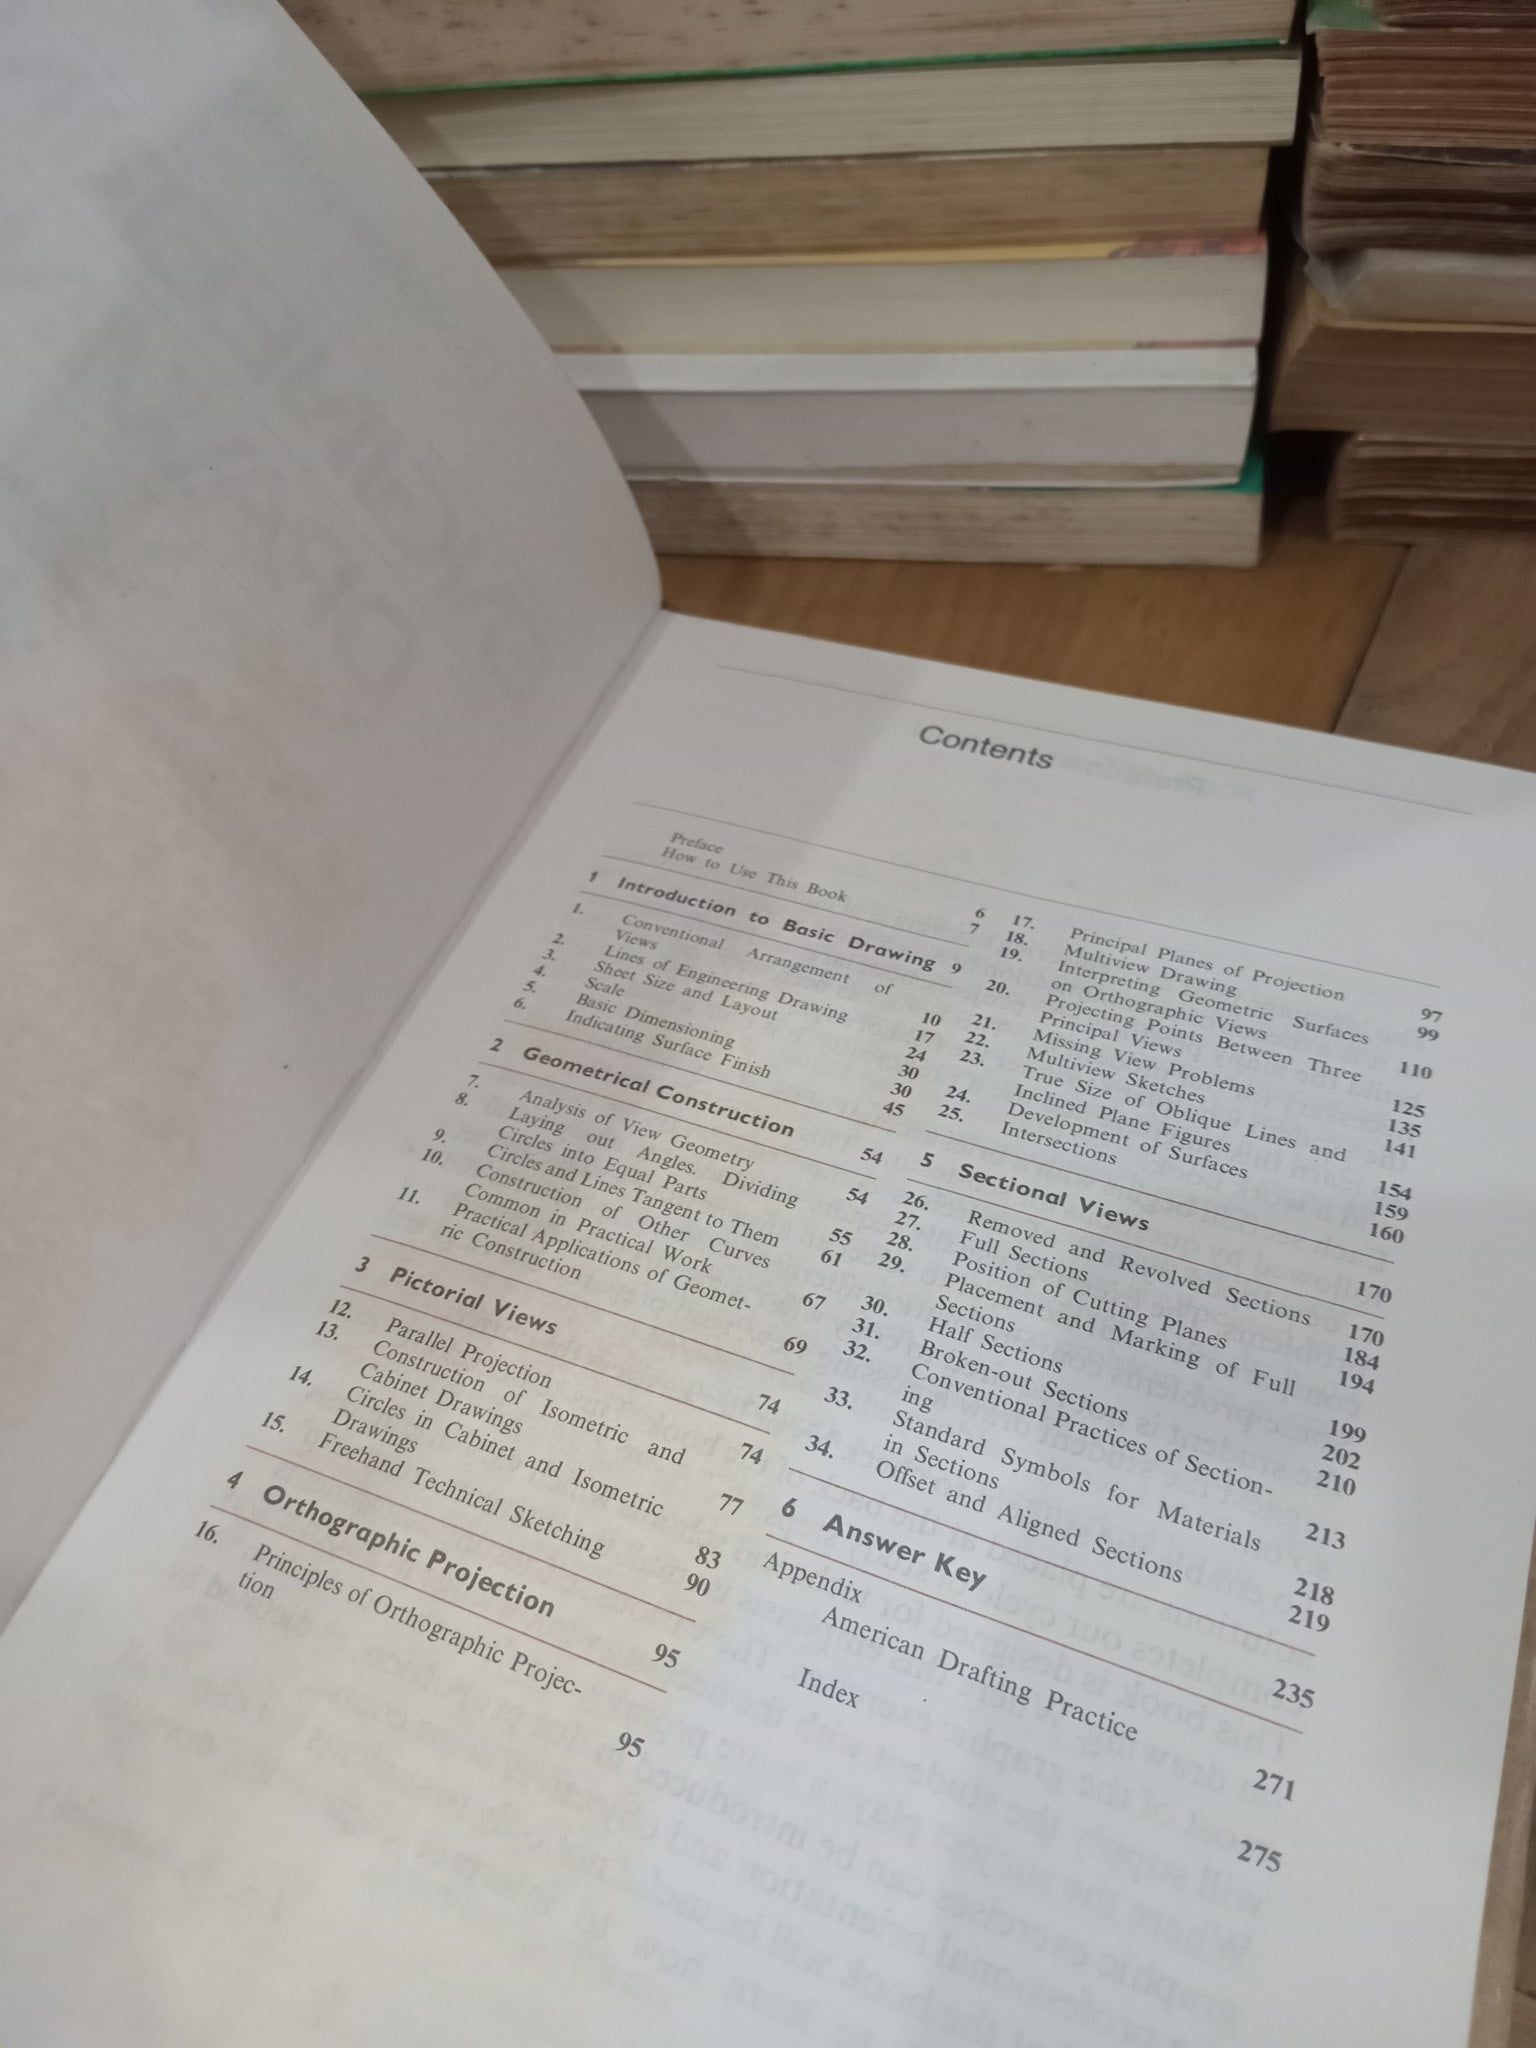 Contents
Preface 6
How to Use This Book 7
1 Introduction to Basic Drawing 9
1. Conventional Arrangement of
Views 10
2. Lines of Engineering Drawing 17
3. Sheet Size and Layout 24
4. Scale 30
5. Basic Dimensioning 30
6. Indicating Surface Finish 45
2 Geometrical Construction 54
7. Analysis of View Geometry 54
8. Laying out Angles. Dividing
Circles into Equal Parts 55
9. Circles and Lines Tangent to Them 61
10. Construction of Other Curves
Common in Practical Work 67
11. Practical Applications of Geomet-
ric Construction 69
3 Pictorial Views 74
12. Parallel Projection 74
13. Construction of Isometric and
Cabinet Drawings 77
14. Circles in Cabinet and Isometric
Drawings 83
15. Freehand Technical Sketching 90
4 Orthographic Projection 95
16. Principles of Orthographic Projec-
tion 95
17. Principal Planes of Projection 97
18. Multiview Drawing 99
19. Interpreting Geometric Surfaces
on Orthographic Views 110
20. Projecting Points Between Three
Principal Views 125
21. Missing View Problems 135
22. Multiview Sketches 141
23. True Size of Oblique Lines and
Inclined Plane Figures 154
24. Development of Surfaces 159
25. Intersections 160
5 Sectional Views 170
26. Removed and Revolved Sections 170
27. Full Sections 184
28. Position of Cutting Planes 194
29. Placement and Marking of Full
Sections 199
30. Half Sections 202
31. Broken-out Sections 210
32. Conventional Practices of Section-
ing 213
33. Standard Symbols for Materials
in Sections 218
34. Offset and Aligned Sections 219
6 Answer Key 235
Appendix
American Drafting Practice 271
Index 275